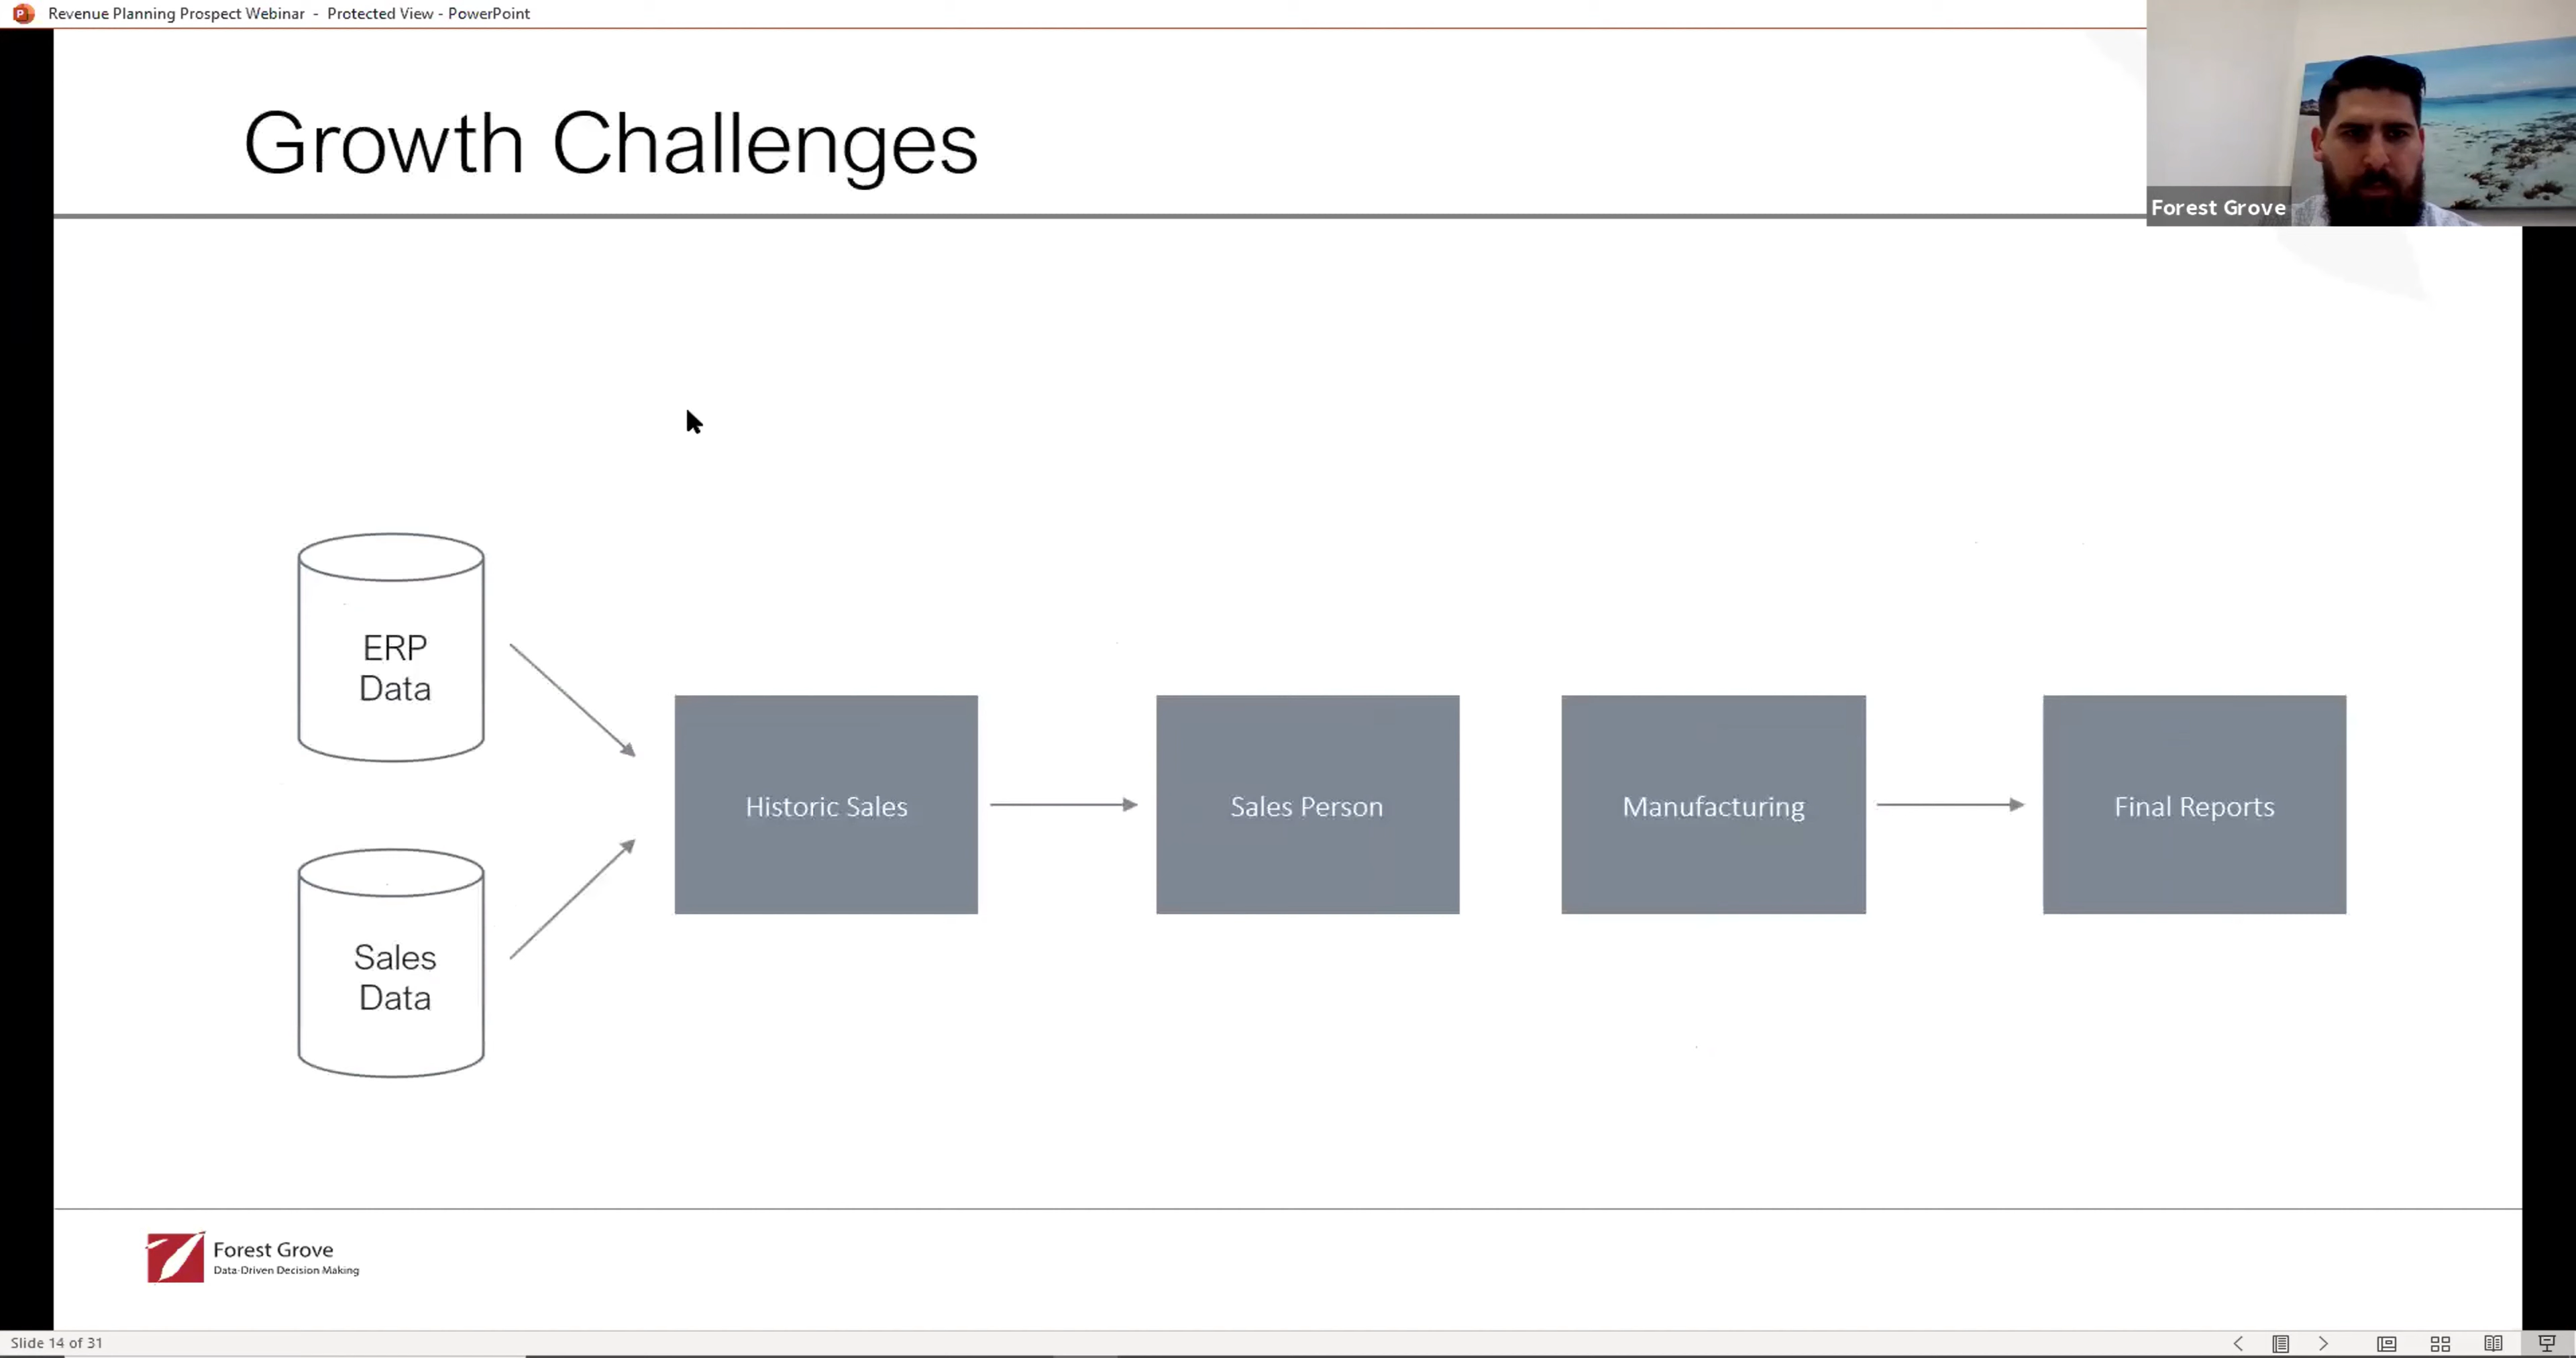 Revenue Planning Prospect Webinar - Protected View - PowerPoint
Growth Challenges
Forest Grove
ERP
Data
Sales
Data
Historic Sales
Sales Person
Manufacturing
Final Reports
Forest Grove
Data-Driven Decision Making
Slide 14 of 31